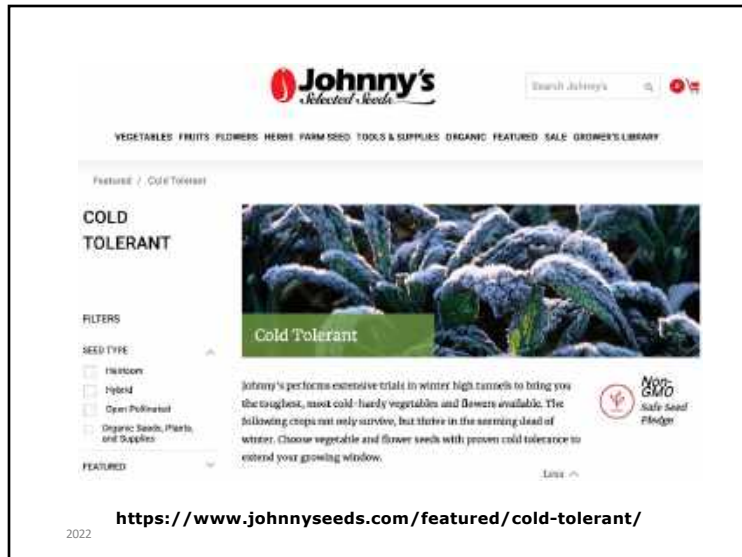 Johnny's
Selected Seeds
Search Johnny's
VEGETABLES FRUITS FLOWERS HERBS FARM SEED TOOLS & SUPPLIES ORGANIC FEATURED SALE GROWER'S LIBRARY
Featured / Cold Tolerant
COLD
TOLERANT
Cold Tolerant
FILTERS
SEED TYPE
Heirloom
Hybrid
Open Pollinated
Organic Seeds, Plants,
and Supplies
FEATURED
Johnny's performs extensive trials in winter high tunnels to bring you
the toughest, most cold-hardy vegetables and flowers available. The
following crops not only survive, but thrive in the seeming dead of
winter. Choose vegetable and flower seeds with proven cold tolerance to
extend your growing window.
Less
Non-
GMO
Safe Seed
Pledge
https://www.johnnyseeds.com/featured/cold-tolerant/
2022